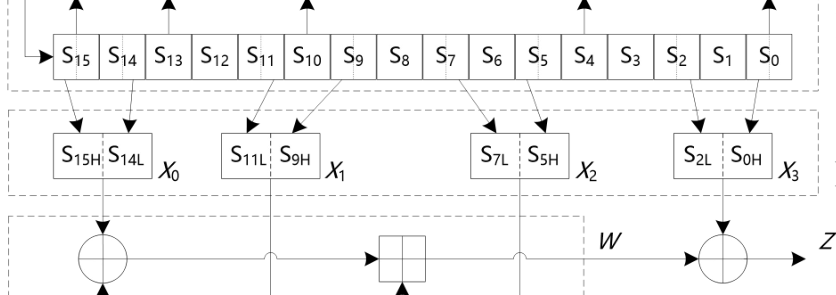 S15 S14 S13 S12 S11 S10 S9 S8 S7 S6 S5 S4 S3 S2 S1 S0
S15H S14L X0 S11L S9H X1 S7L S5H X2 S2L S0H X3
W Z